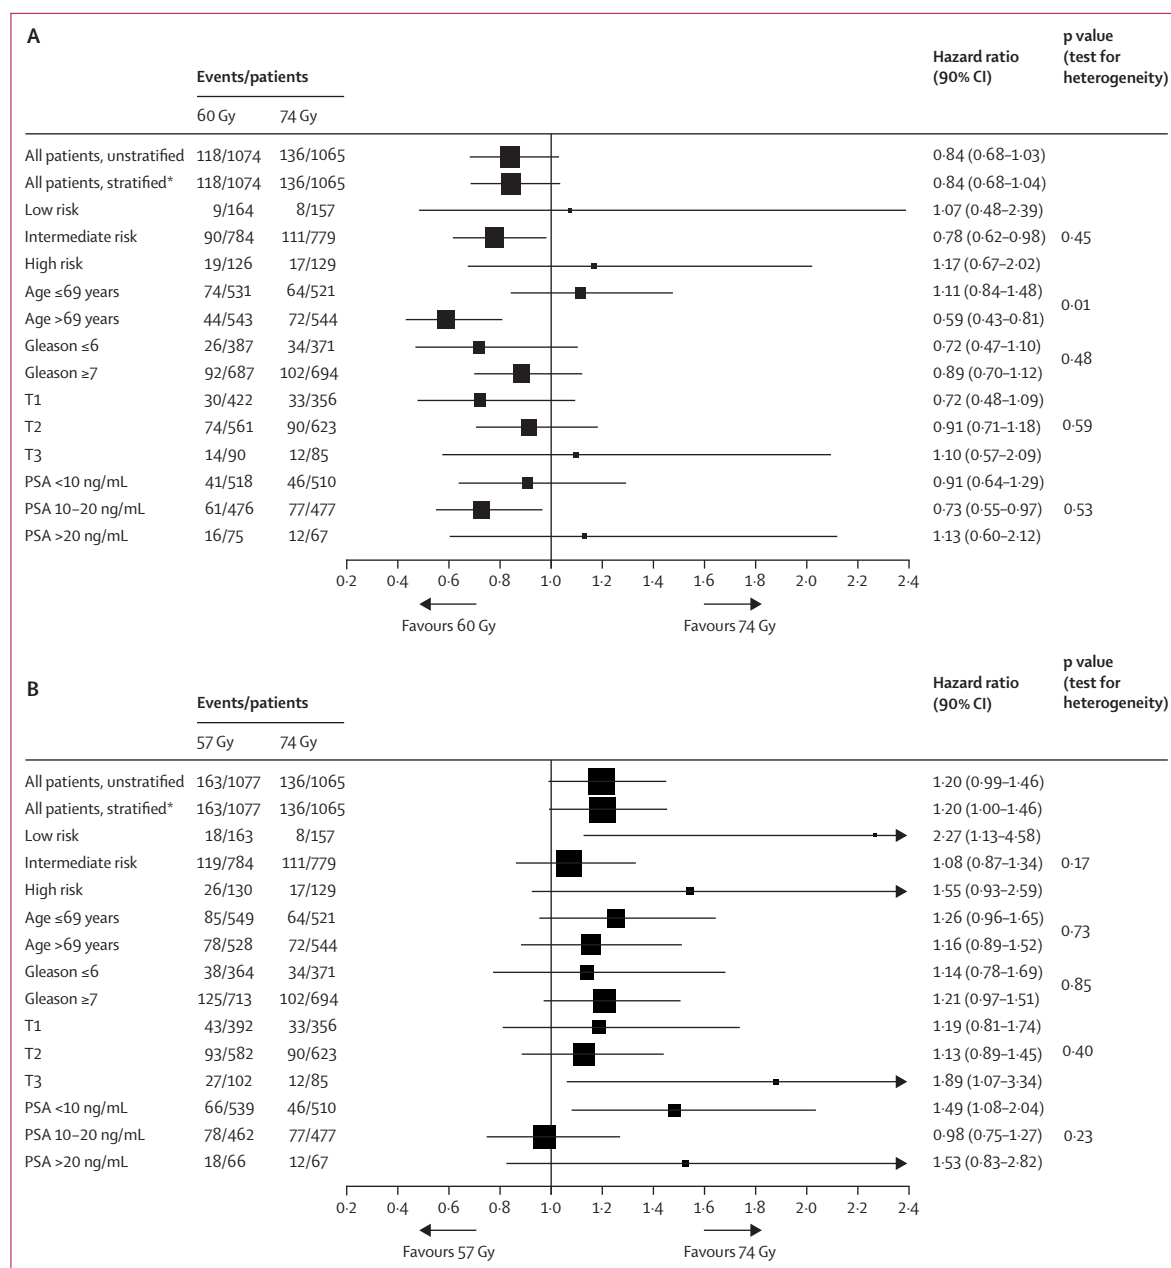 A
Events/patients
Hazard ratio
(90% CI)
p value
(test for
heterogeneity)
60 Gy 74 Gy
All patients, unstratified 118/1074 136/1065 0·84 (0·68–1·03)
All patients, stratified* 118/1074 136/1065 0·84 (0·68–1·04)
Low risk 9/164 8/157 1·07 (0·48–2·39)
Intermediate risk 90/784 111/779 0·78 (0·62–0·98) 0·45
High risk 19/126 17/129 1·17 (0·67–2·02)
Age ≤69 years 74/531 64/521 1·11 (0·84–1·48)
0·01
Age >69 years 44/543 72/544 0·59 (0·43–0·81)
Gleason ≤6 26/387 34/371 0·72 (0·47–1·10)
0·48
Gleason ≥7 92/687 102/694 0·89 (0·70–1·12)
T1 30/422 33/356 0·72 (0·48–1·09)
T2 74/561 90/623 0·91 (0·71–1·18) 0·59
T3 14/90 12/85 1·10 (0·57–2·09)
PSA <10 ng/mL 41/518 46/510 0·91 (0·64–1·29)
PSA 10–20 ng/mL 61/476 77/477 0·73 (0·55–0·97) 0·53
PSA >20 ng/mL 16/75 12/67 1·13 (0·60–2·12)
0·2 0·4 0·6 0·8 1·0 1·2 1·4 1·6 1·8 2·0 2·2 2·4
Favours 60 Gy Favours 74 Gy
B
Events/patients
Hazard ratio
(90% CI)
p value
(test for
heterogeneity)
57 Gy 74 Gy
All patients, unstratified 163/1077 136/1065 1·20 (0·99–1·46)
All patients, stratified* 163/1077 136/1065 1·20 (1·00–1·46)
Low risk 18/163 8/157 2·27 (1·13–4·58)
Intermediate risk 119/784 111/779 1·08 (0·87–1·34) 0·17
High risk 26/130 17/129 1·55 (0·93–2·59)
Age ≤69 years 85/549 64/521 1·26 (0·96–1·65)
0·73
Age >69 years 78/528 72/544 1·16 (0·89–1·52)
Gleason ≤6 38/364 34/371 1·14 (0·78–1·69)
0·85
Gleason ≥7 125/713 102/694 1·21 (0·97–1·51)
T1 43/392 33/356 1·19 (0·81–1·74)
T2 93/582 90/623 1·13 (0·89–1·45) 0·40
T3 27/102 12/85 1·89 (1·07–3·34)
PSA <10 ng/mL 66/539 46/510 1·49 (1·08–2·04)
PSA 10–20 ng/mL 78/462 77/477 0·98 (0·75–1·27) 0·23
PSA >20 ng/mL 18/66 12/67 1·53 (0·83–2·82)
0·2 0·4 0·6 0·8 1·0 1·2 1·4 1·6 1·8 2·0 2·2 2·4
Favours 57 Gy Favours 74 Gy